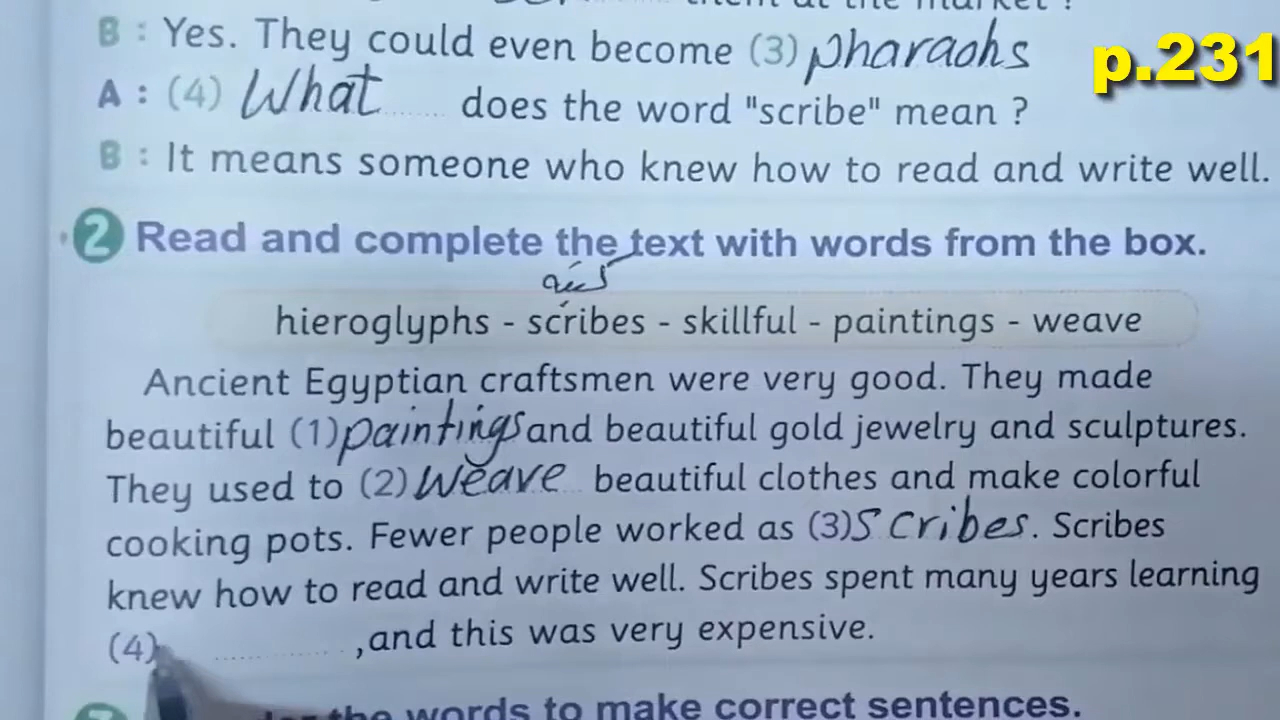 them at the market ?
B : Yes. They could even become (3) pharaohs
p.231
A : (4) What ........ does the word "scribe" mean ?
B : It means someone who knew how to read and write well.
2 Read and complete the text with words from the box.
hieroglyphs - scribes - skillful - paintings - weave
Ancient Egyptian craftsmen were very good. They made
beautiful (1) paintings and beautiful gold jewelry and sculptures.
They used to (2) weave beautiful clothes and make colorful
cooking pots. Fewer people worked as (3) scribes. Scribes
knew how to read and write well. Scribes spent many years learning
(4) .................... , and this was very expensive.
the words to make correct sentences.